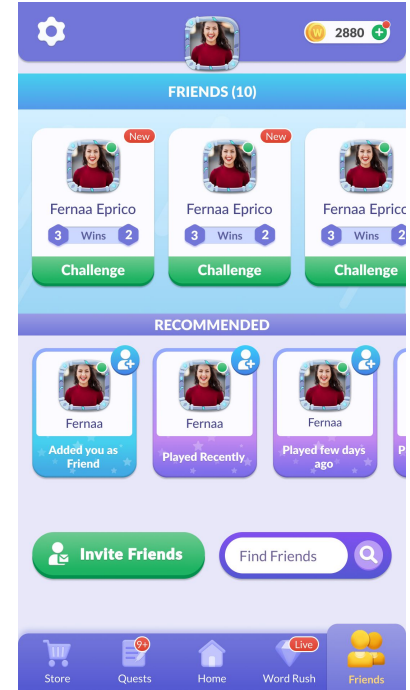 2880
FRIENDS (10)
New
New
Fernaa Eprico
Fernaa Eprico
Fernaa Eprico
3 Wins 2
3 Wins 2
3 Wins 2
Challenge
Challenge
Challenge
RECOMMENDED
Fernaa
Fernaa
Fernaa
Added you as
Friend
Played Recently
Played few days
ago
P
Invite Friends
Find Friends
9+
Live
Store
Quests
Home
Word Rush
Friends